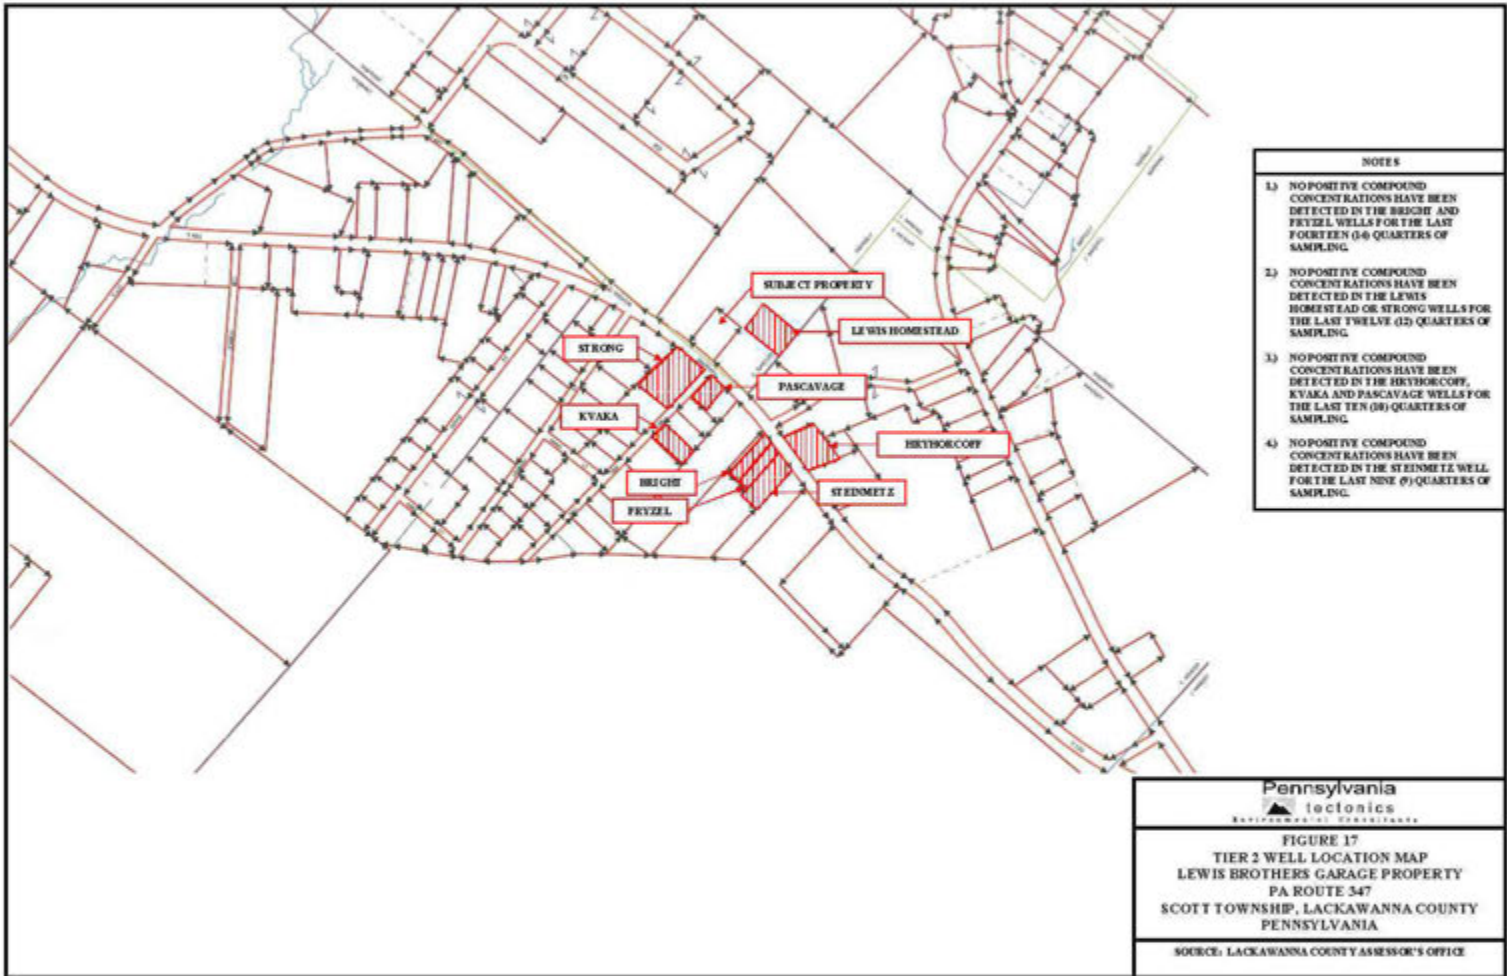 SUBJECT PROPERTY
LEWIS HOMESTEAD
STRONG
PASCAVAGE
KVAKA
HRYHORCOFF
BRIGHT
STEINMETZ
FRYZEL
NOTES
1.) NO POSITIVE COMPOUND
CONCENTRATIONS HAVE BEEN
DETECTED IN THE BRIGHT AND
FRYZEL WELLS FOR THE LAST
FOURTEEN (14) QUARTERS OF
SAMPLING.
2.) NO POSITIVE COMPOUND
CONCENTRATIONS HAVE BEEN
DETECTED IN THE LEWIS
HOMESTEAD OR STRONG WELLS FOR
THE LAST TWELVE (12) QUARTERS OF
SAMPLING.
3.) NO POSITIVE COMPOUND
CONCENTRATIONS HAVE BEEN
DETECTED IN THE HRYHORCOFF,
KVAKA AND PASCAVAGE WELLS FOR
THE LAST TEN (10) QUARTERS OF
SAMPLING.
4.) NO POSITIVE COMPOUND
CONCENTRATIONS HAVE BEEN
DETECTED IN THE STEINMETZ WELL
FOR THE LAST NINE (9) QUARTERS OF
SAMPLING.
Pennsylvania
tectonics
Environmental Consultants
FIGURE 17
TIER 2 WELL LOCATION MAP
LEWIS BROTHERS GARAGE PROPERTY
PA ROUTE 347
SCOTT TOWNSHIP, LACKAWANNA COUNTY
PENNSYLVANIA
SOURCE: LACKAWANNA COUNTY ASSESSOR'S OFFICE